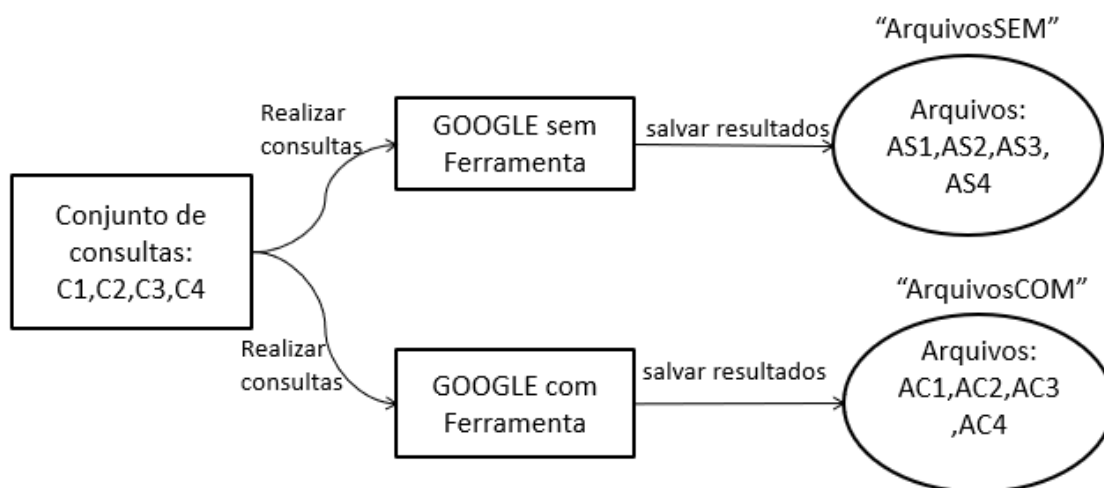 “ArquivosSEM”
Realizar
consultas
GOOGLE sem
Ferramenta
salvar resultados
Arquivos:
AS1,AS2,AS3,
AS4
Conjunto de
consultas:
C1,C2,C3,C4
“ArquivosCOM”
Realizar
consultas
GOOGLE com
Ferramenta
salvar resultados
Arquivos:
AC1,AC2,AC3
,AC4